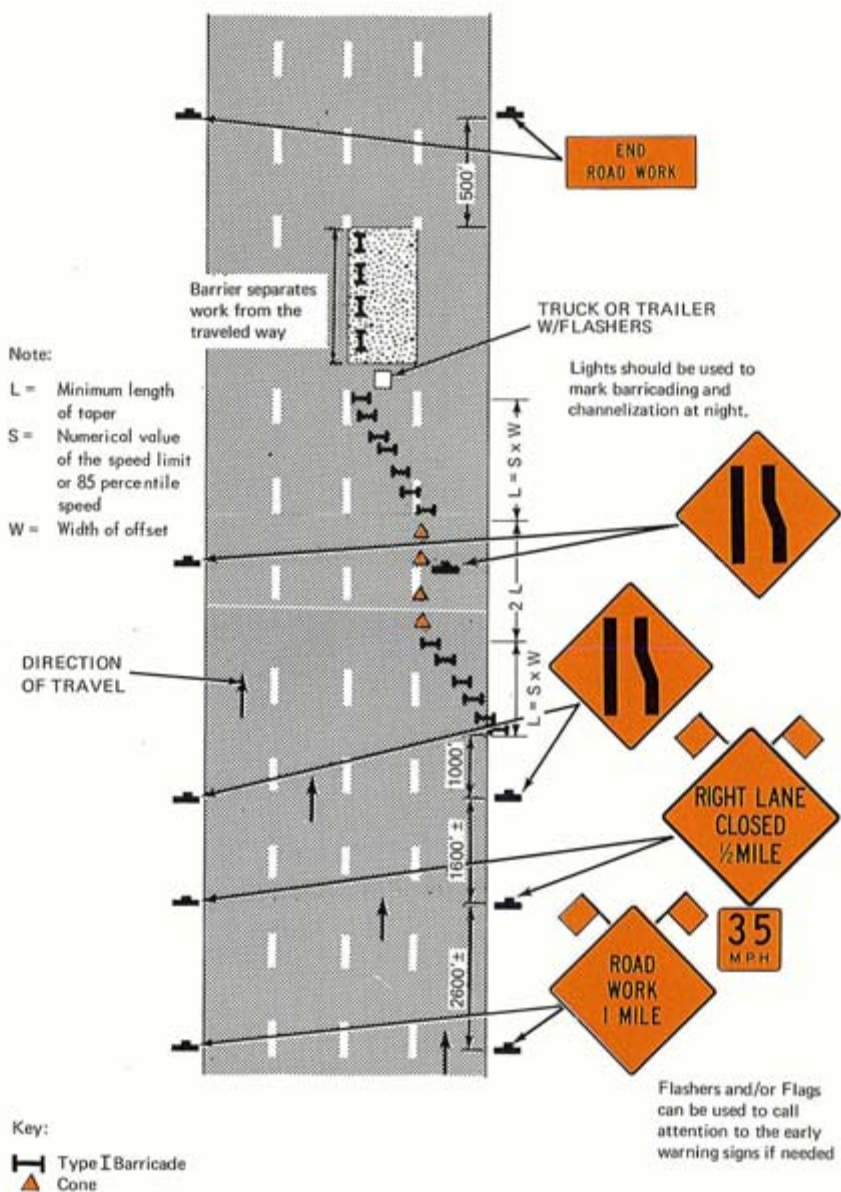 END
ROAD WORK
500'
Barrier separates
work from the
traveled way
TRUCK OR TRAILER
W/FLASHERS
Note:
L = Minimum length
of taper
S = Numerical value
of the speed limit
or 85 percentile
speed
W = Width of offset
Lights should be used to
mark barricading and
channelization at night.
L = S x W
2 L
DIRECTION
OF TRAVEL
L = S x W
1000'
RIGHT LANE
CLOSED
½ MILE
1600' ±
35
MPH
ROAD
WORK
1 MILE
2600' ±
Flashers and/or Flags
can be used to call
attention to the early
warning signs if needed
Key:
Type I Barricade
Cone